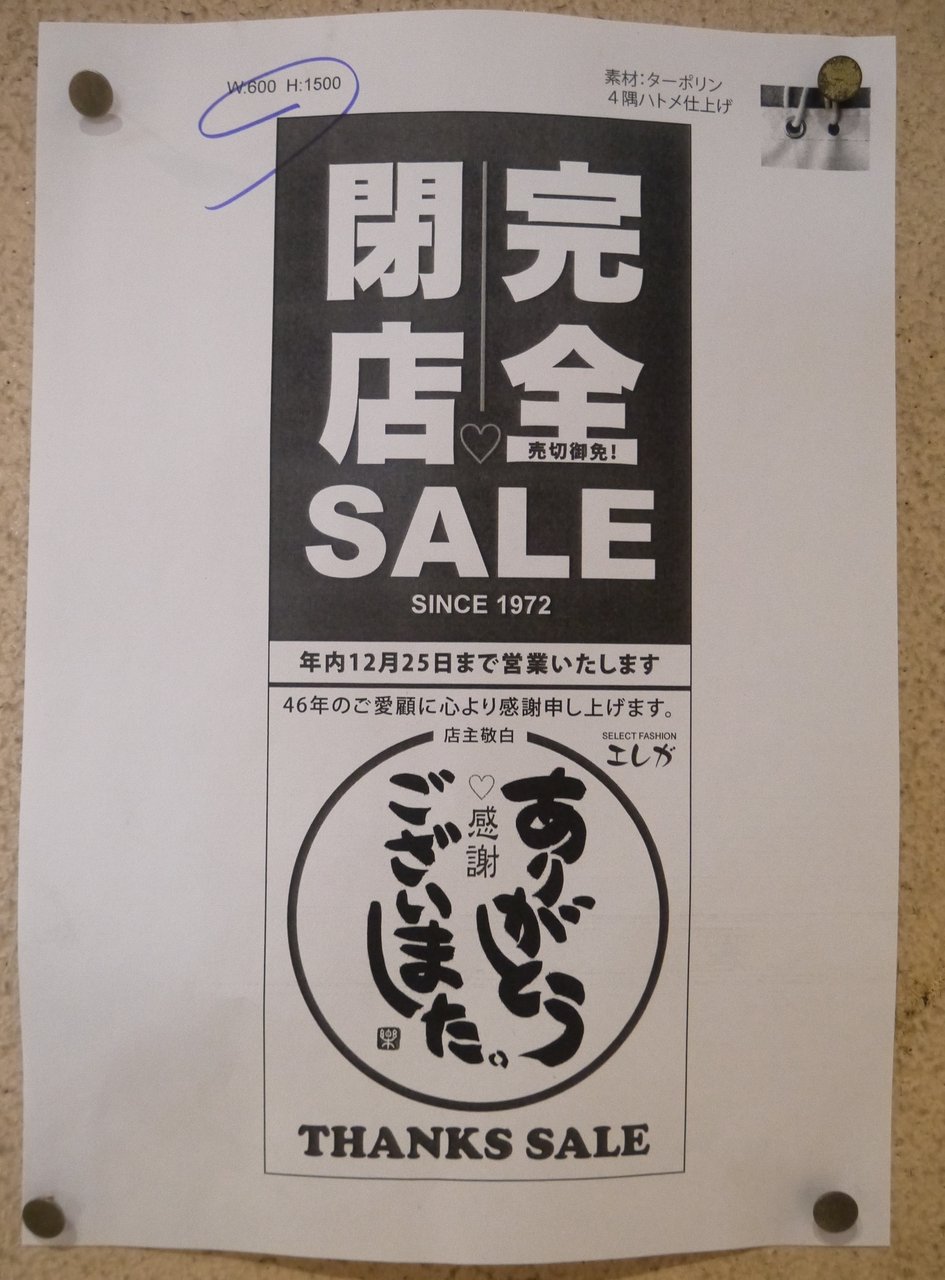 W:600 H:1500
素材：ターポリン
４隅ハトメ仕上げ
完全
閉店
売切御免！
SALE
SINCE 1972
年内12月25日まで営業いたします
46年のご愛顧に心より感謝申し上げます。
店主敬白
SELECT FASHION
エレガ
ありがとう
♡感謝
ございました。
THANKS SALE